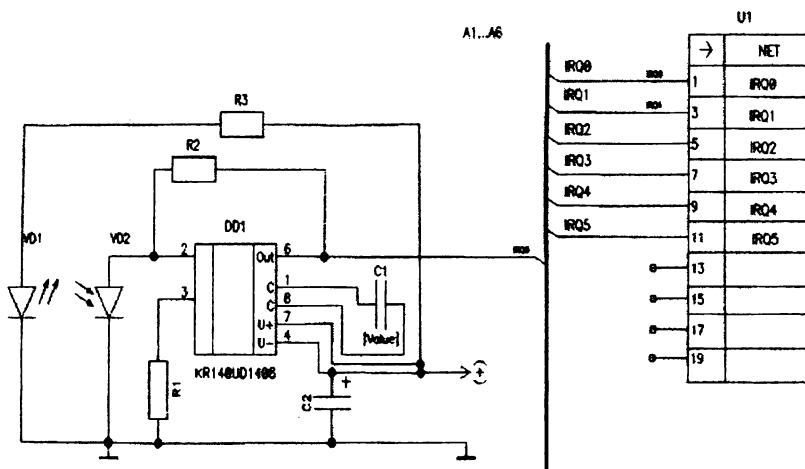 U1
A1...A6
→ NET
IRQ0 IRQ0 1 IRQ0
IRQ1 3 IRQ1
IRQ2 5 IRQ2
IRQ3 7 IRQ3
IRQ4 9 IRQ4
IRQ5 11 IRQ5
13
15
17
19
R3
R2
VD1
VD2
DD1
2 Out 6
3 C 1
C 8
U+ 7
U- 4
C1
[Value]
KR140UD1408
R1
C2
+
(+)
IRQ0